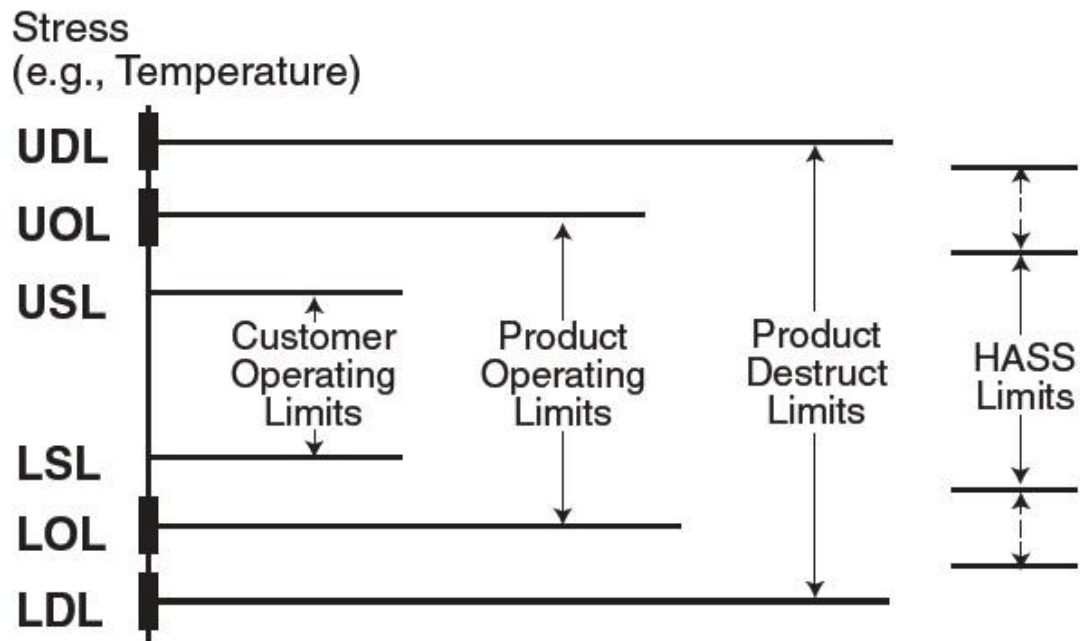 Stress
(e.g., Temperature)
UDL
UOL
USL
Customer
Operating
Limits
Product
Operating
Limits
Product
Destruct
Limits
HASS
Limits
LSL
LOL
LDL